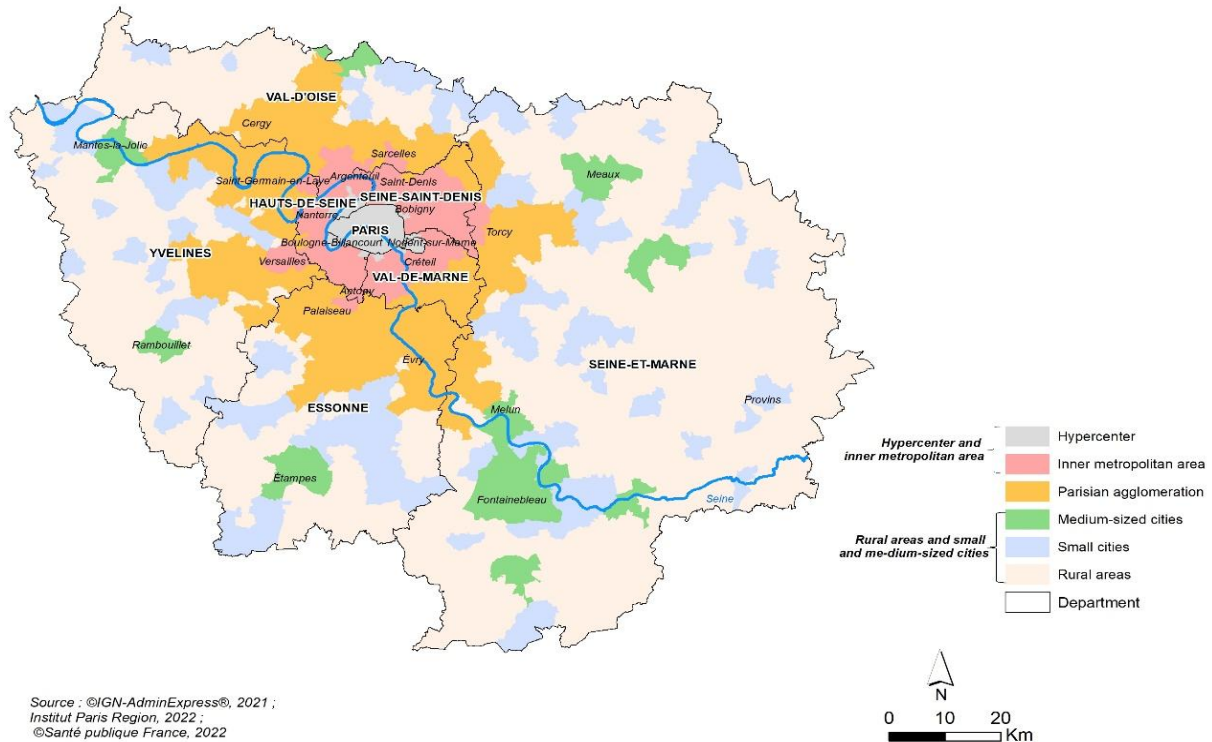 VAL-D'OISE
Cergy
Mantes-la-Jolie
Sarcelles
Saint-Germain-en-Laye
Argenteuil
Saint-Denis
Meaux
HAUTS-DE-SEINE
SEINE-SAINT-DENIS
Nanterre
Bobigny
PARIS
Torcy
Boulogne-Billancourt
Nogent-sur-Marne
YVELINES
Versailles
Créteil
VAL-DE-MARNE
Antony
Palaiseau
Rambouillet
Évry
SEINE-ET-MARNE
ESSONNE
Melun
Provins
Étampes
Fontainebleau
Seine
Hypercenter and
inner metropolitan area
Rural areas and small
and me-dium-sized cities
Hypercenter
Inner metropolitan area
Parisian agglomeration
Medium-sized cities
Small cities
Rural areas
Department
N
0 10 20
Km
Source : ©IGN-AdminExpress®, 2021 ;
Institut Paris Region, 2022 ;
©Santé publique France, 2022